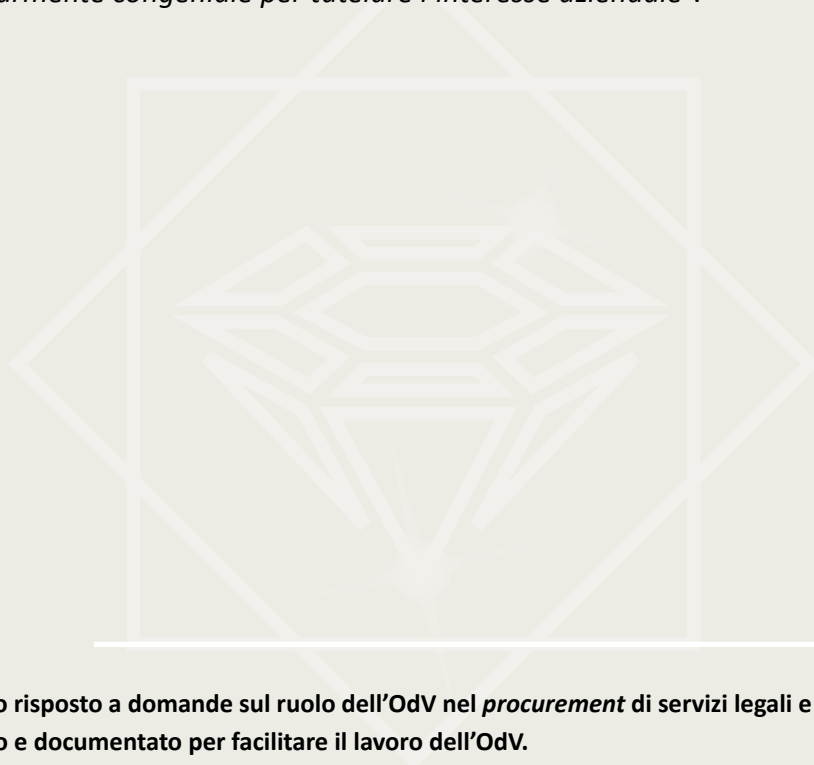 congeniale per tutelare l'interesse aziendale".
risposto a domande sul ruolo dell'OdV nel procurement di servizi legali e
e documentato per facilitare il lavoro dell'OdV.